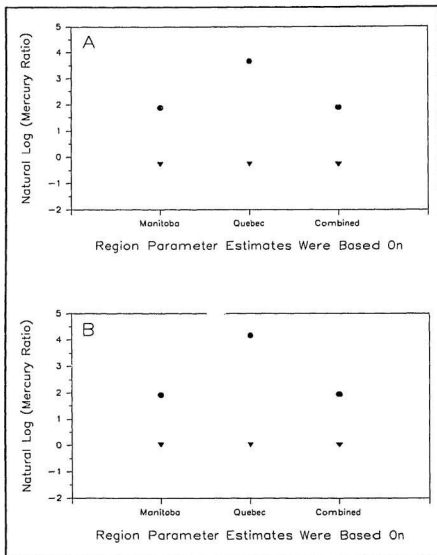 A
Natural Log (Mercury Ratio)
5
4
3
2
1
0
−1
−2
Manitoba Quebec Combined
Region Parameter Estimates Were Based On
B
Natural Log (Mercury Ratio)
5
4
3
2
1
0
−1
−2
Manitoba Quebec Combined
Region Parameter Estimates Were Based On